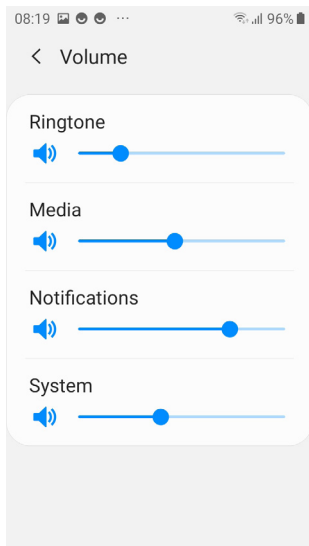 08:19 ... 96%
Volume
Ringtone
Media
Notifications
System